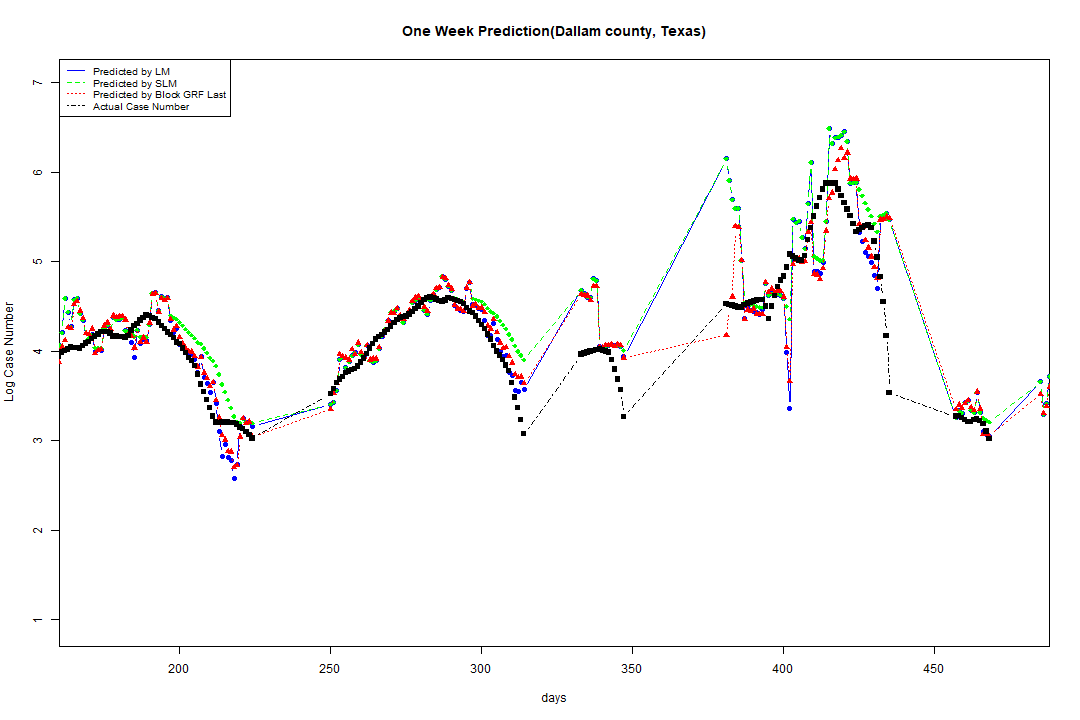 One Week Prediction(Dallam county, Texas)
Predicted by LM
Predicted by SLM
Predicted by Block GRF Last
Actual Case Number
7
6
5
4
3
2
1
Log Case Number
200
250
300
350
400
450
days